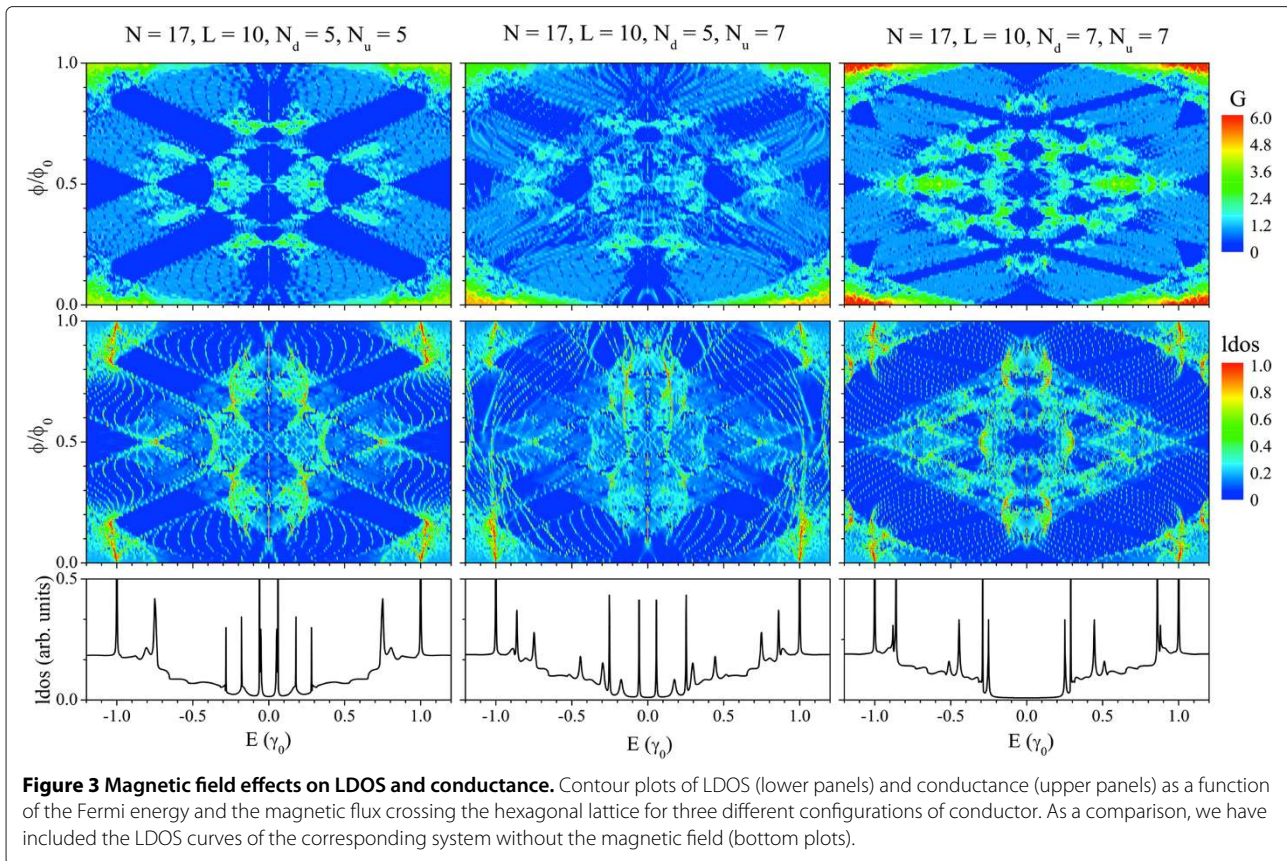 N = 17, L = 10, N_d = 5, N_u = 5
N = 17, L = 10, N_d = 5, N_u = 7
N = 17, L = 10, N_d = 7, N_u = 7
1.0
ϕ/ϕ_0
0.5
0.0
G
6.0
4.8
3.6
2.4
1.2
0
1.0
ϕ/ϕ_0
0.5
0.0
ldos
1.0
0.8
0.6
0.4
0.2
0
0.5
ldos (arb. units)
0.0
-1.0 -0.5 0.0 0.5 1.0
-1.0 -0.5 0.0 0.5 1.0
-1.0 -0.5 0.0 0.5 1.0
E (γ_0)
E (γ_0)
E (γ_0)
Figure 3 Magnetic field effects on LDOS and conductance. Contour plots of LDOS (lower panels) and conductance (upper panels) as a function
of the Fermi energy and the magnetic flux crossing the hexagonal lattice for three different configurations of conductor. As a comparison, we have
included the LDOS curves of the corresponding system without the magnetic field (bottom plots).